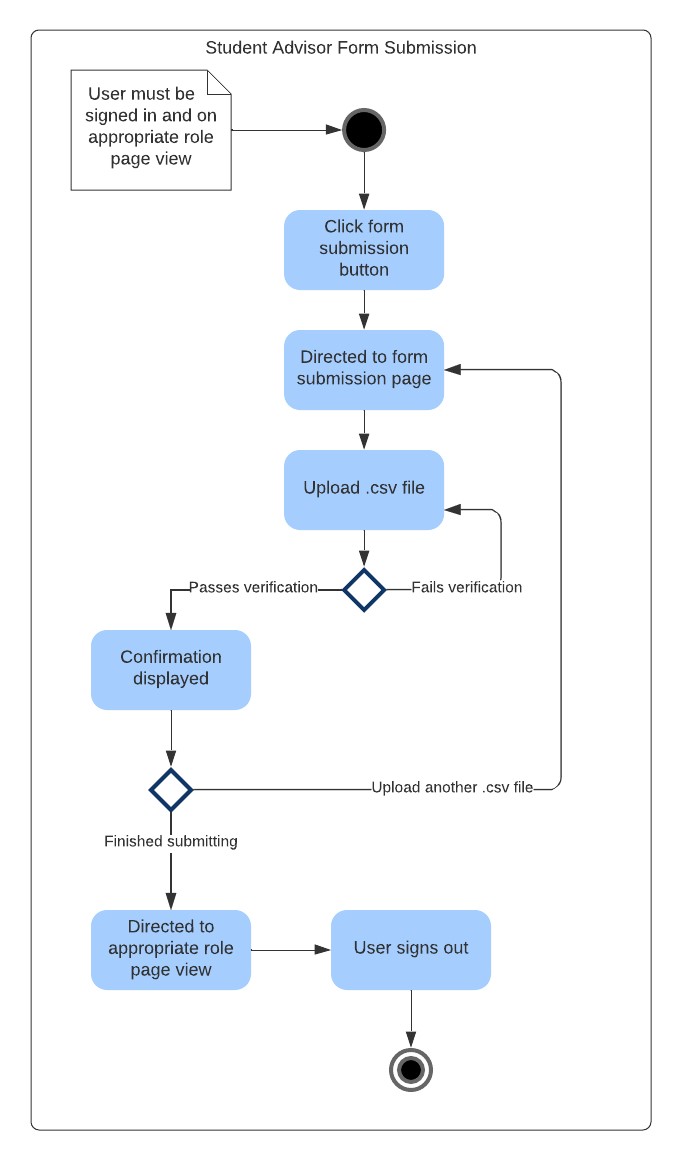 Student Advisor Form Submission
User must be
signed in and on
appropriate role
page view
Click form
submission
button
Directed to form
submission page
Upload .csv file
Passes verification
Fails verification
Confirmation
displayed
Upload another .csv file
Finished submitting
Directed to
appropriate role
page view
User signs out